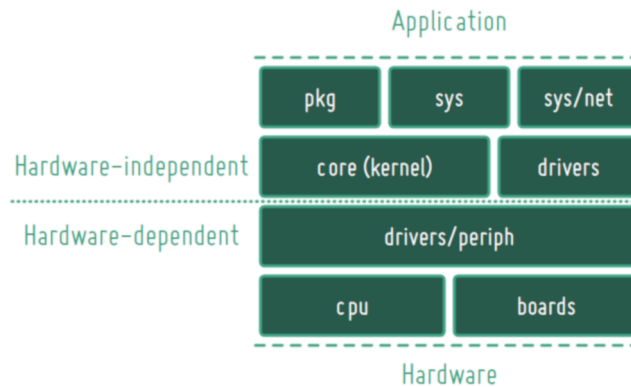 Application
pkg sys sys/net
Hardware-independent core (kernel) drivers
Hardware-dependent drivers/periph
cpu boards
Hardware